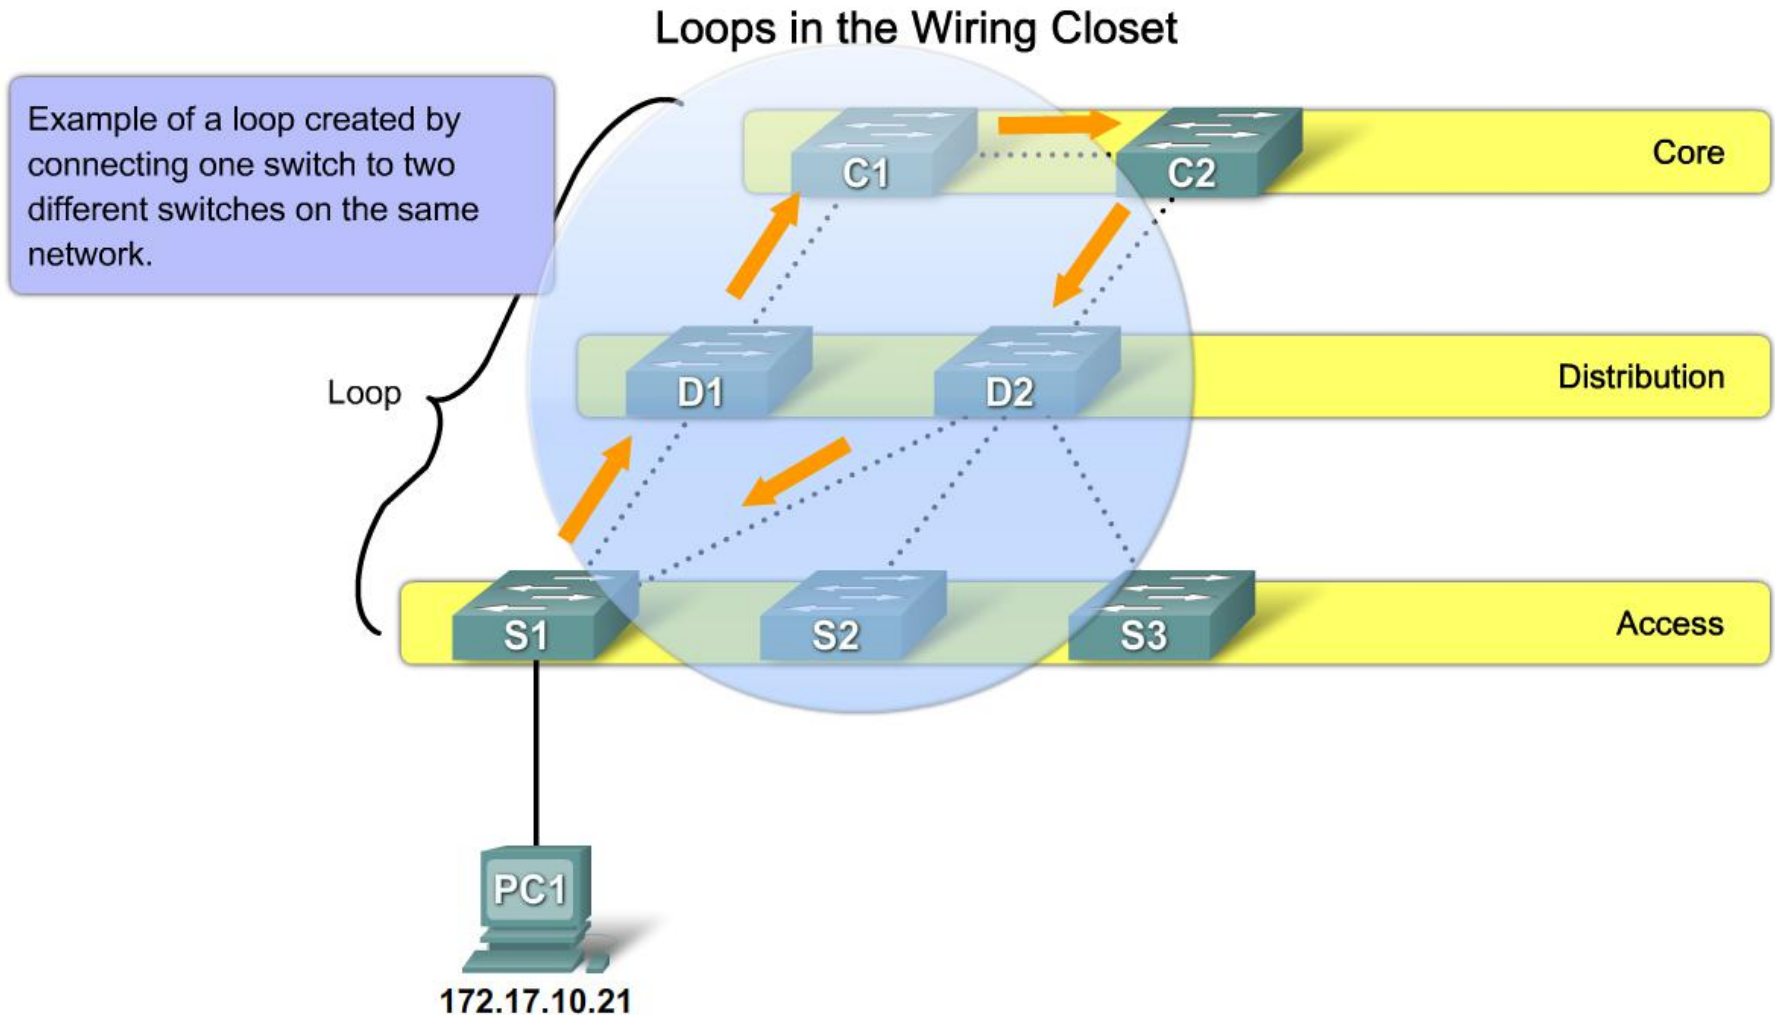 Loops in the Wiring Closet
Example of a loop created by
connecting one switch to two
different switches on the same
network.
C1
C2
Core
Loop
D1
D2
Distribution
S1
S2
S3
Access
PC1
172.17.10.21